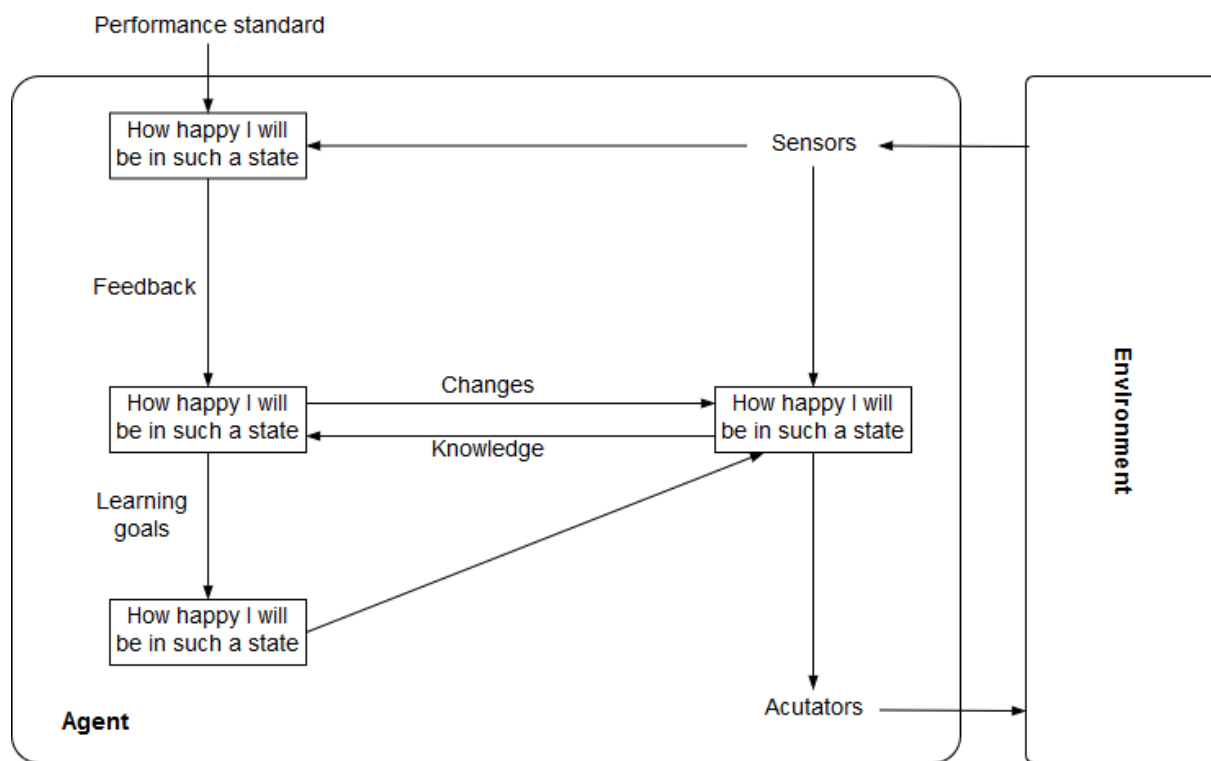 Performance standard
How happy I will
be in such a state
Sensors
Feedback
Changes
How happy I will
be in such a state
How happy I will
be in such a state
Knowledge
Environment
Learning
goals
How happy I will
be in such a state
Agent
Acutators